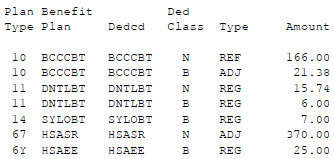 Plan Benefit Ded
Type Plan Dedcd Class Type Amount
10 BCCCBT BCCCBT N REF 166.00
10 BCCCBT BCCCBT B ADJ 21.38
11 DNTLBT DNTLBT N REG 15.74
11 DNTLBT DNTLBT B REG 6.00
14 SYLOBT SYLOBT B REG 7.00
67 HSASR HSASR N ADJ 370.00
6Y HSAEE HSAEE B REG 25.00